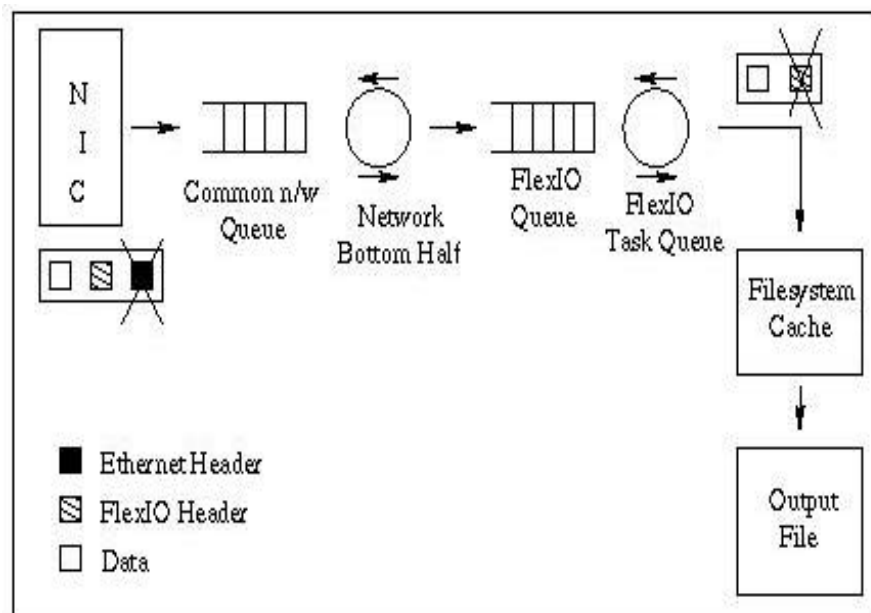 N
I
C
Common n/w
Queue
Network
Bottom Half
FlexIO
Queue
FlexIO
Task Queue
Filesystem
Cache
Output
File
Ethernet Header
FlexIO Header
Data